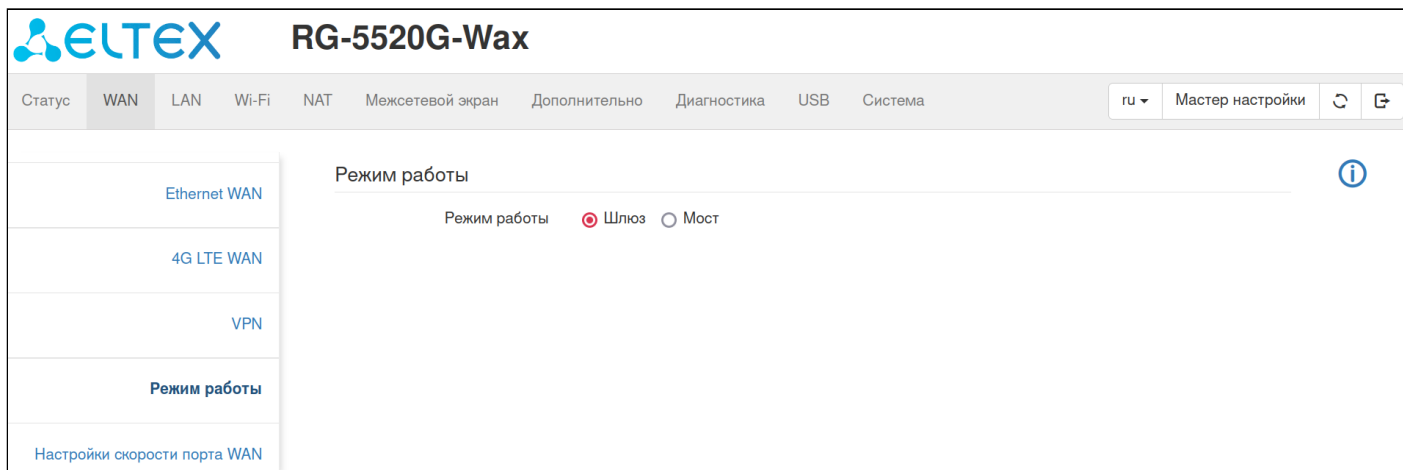 ELTEX RG-5520G-Wax
Статус WAN LAN Wi-Fi NAT Межсетевой экран Дополнительно Диагностика USB Система ru Мастер настройки
Режим работы
Ethernet WAN
Режим работы Шлюз Мост
4G LTE WAN
VPN
Режим работы
Настройки скорости порта WAN